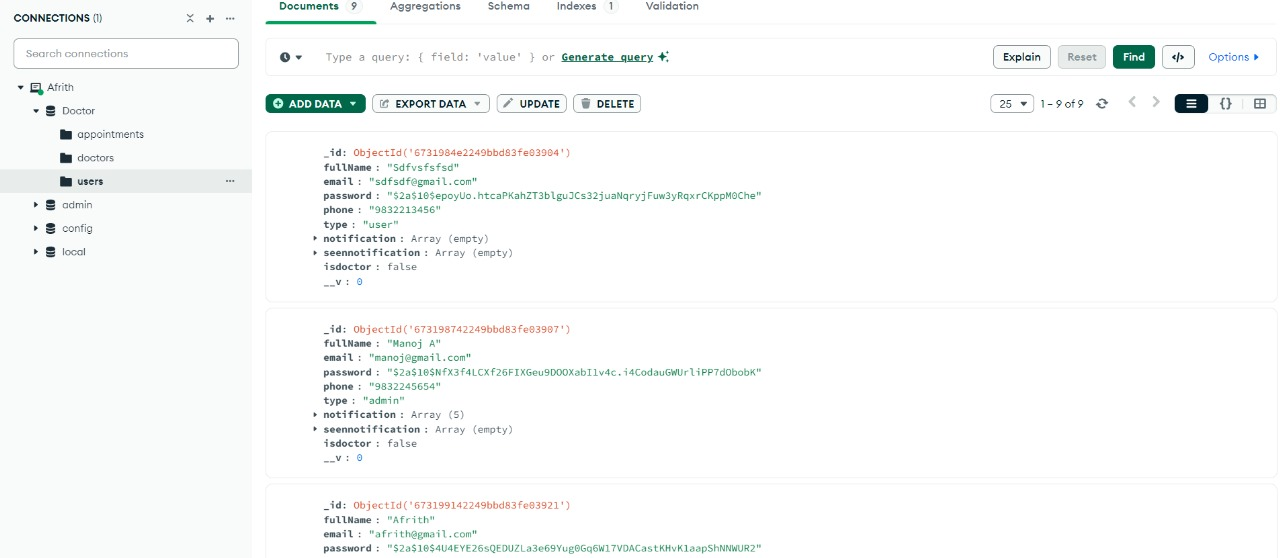 CONNECTIONS (1)
Search connections
Afrith
Doctor
appointments
doctors
users
admin
config
local
Documents 9 Aggregations Schema Indexes 1 Validation
Type a query: { field: 'value' } or Generate query
Explain Reset Find </> Options
ADD DATA EXPORT DATA UPDATE DELETE
25 1 – 9 of 9 {}
_id: ObjectId('6731984e2249bbd83fe03904')
fullName : "Sdfvsfsfsd"
email : "sdfsdf@gmail.com"
password : "$2a$10$epoyUo.htcaPKahZT3blguJCs32juaNqryjFuw3yRqxrCKppM0Che"
phone : "9832213456"
type : "user"
notification : Array (empty)
seennotification : Array (empty)
isdoctor : false
__v : 0
_id: ObjectId('673198742249bbd83fe03907')
fullName : "Manoj A"
email : "manoj@gmail.com"
password : "$2a$10$NfX3f4LCXf26FIXGeu9DOOXabI1v4c.i4CodauGWUrliPP7dObobK"
phone : "9832245654"
type : "admin"
notification : Array (5)
seennotification : Array (empty)
isdoctor : false
__v : 0
_id: ObjectId('673199142249bbd83fe03921')
fullName : "Afrith"
email : "afrith@gmail.com"
password : "$2a$10$4U4EYE26sQEDUZLa3e69Yug0Gq6Wl7VDACastKHvK1aapShNNWUR2"